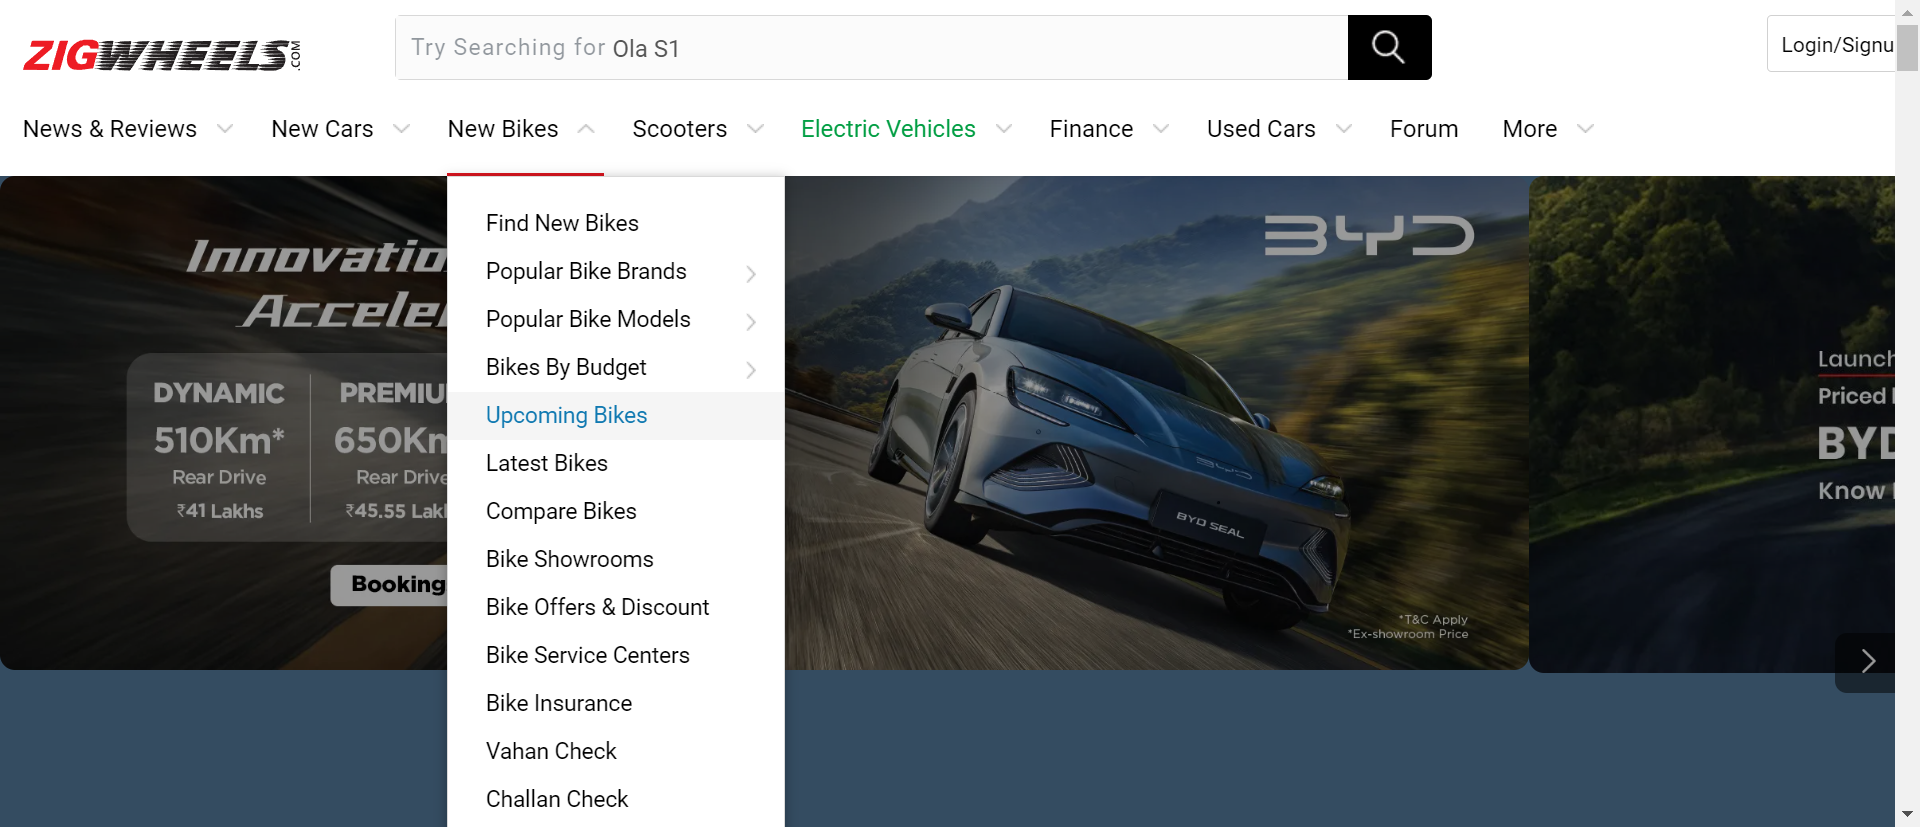 ZIGWHEELS.COM
Try Searching for Ola S1
Login/Signu
News & Reviews
New Cars
New Bikes
Scooters
Electric Vehicles
Finance
Used Cars
Forum
More
Find New Bikes
Popular Bike Brands
Popular Bike Models
Bikes By Budget
Upcoming Bikes
Latest Bikes
Compare Bikes
Bike Showrooms
Bike Offers & Discount
Bike Service Centers
Bike Insurance
Vahan Check
Challan Check
Innovatio
Accele
DYNAMIC
510Km*
Rear Drive
₹41 Lakhs
PREMIU
650Km
Rear Drive
₹45.55 Lakh
Booking
BYD
BYD
BYD SEAL
*T&C Apply
*Ex-showroom Price
Launch
Priced
BYD
Know